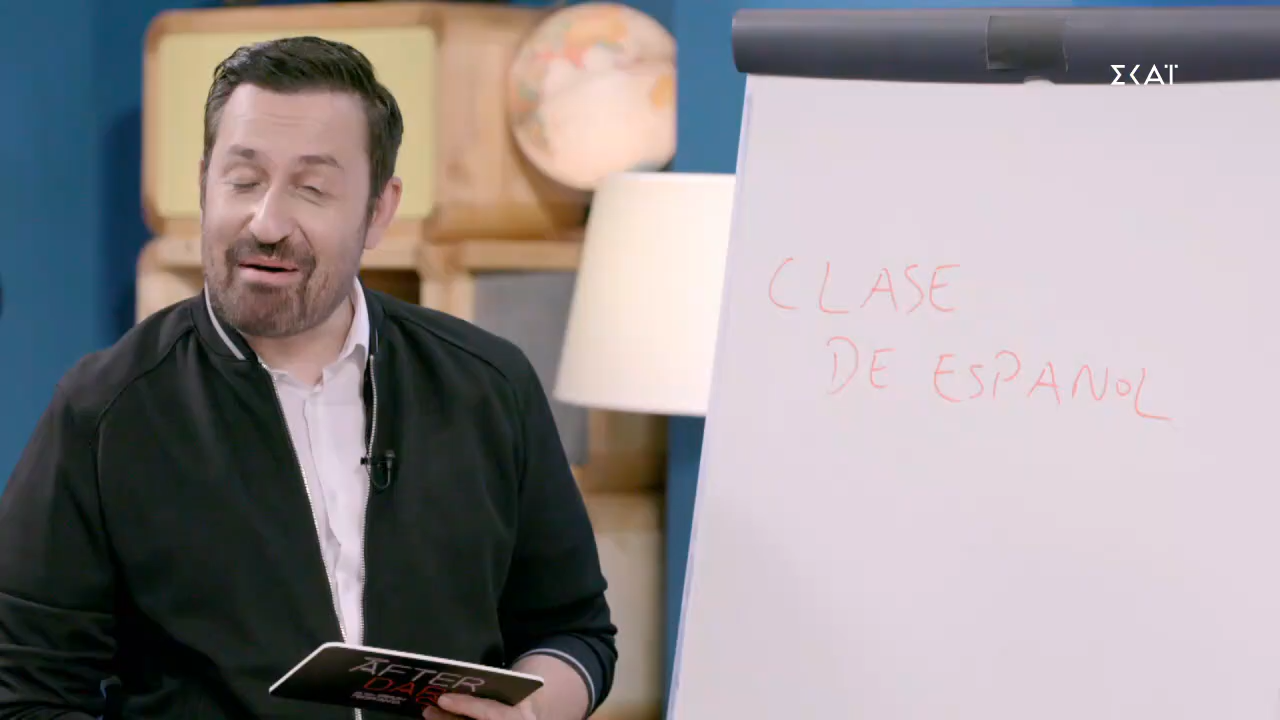 ΣΚΑΪ
CLASE
DE ESPANOL
AFTER
DARK